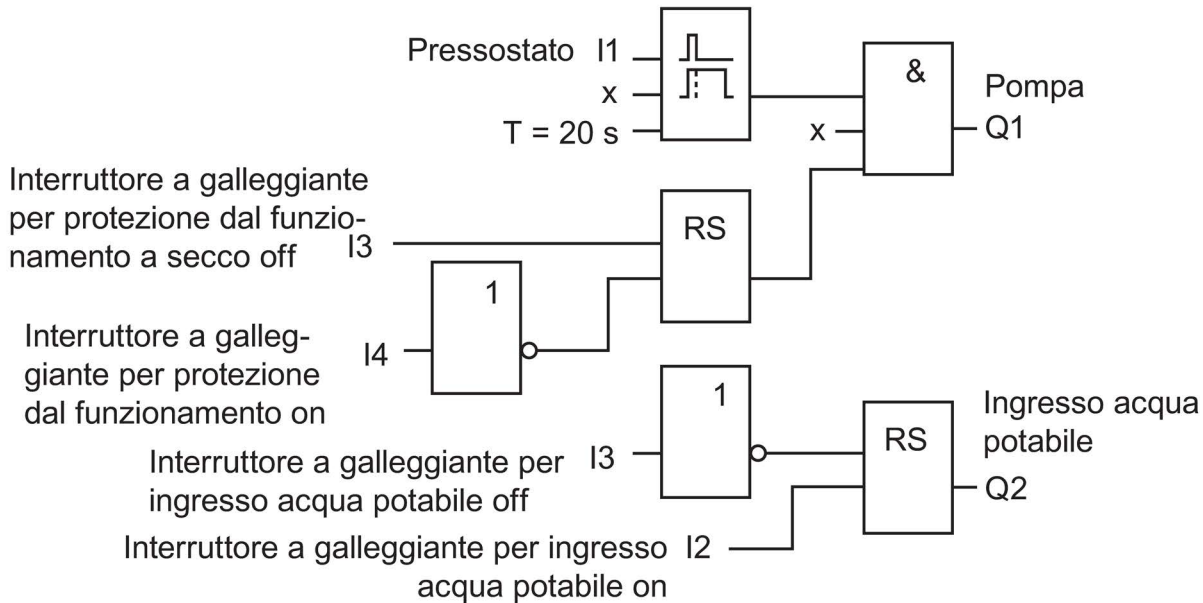 Pressostato I1
x
T = 20 s
&
x
Pompa
Q1
Interruttore a galleggiante
per protezione dal funzio-
namento a secco off
I3
RS
1
Interruttore a galleg-
giante per protezione
dal funzionamento on
I4
1
Interruttore a galleggiante per
ingresso acqua potabile off
I3
RS
Ingresso acqua
potabile
Q2
Interruttore a galleggiante per ingresso
acqua potabile on
I2